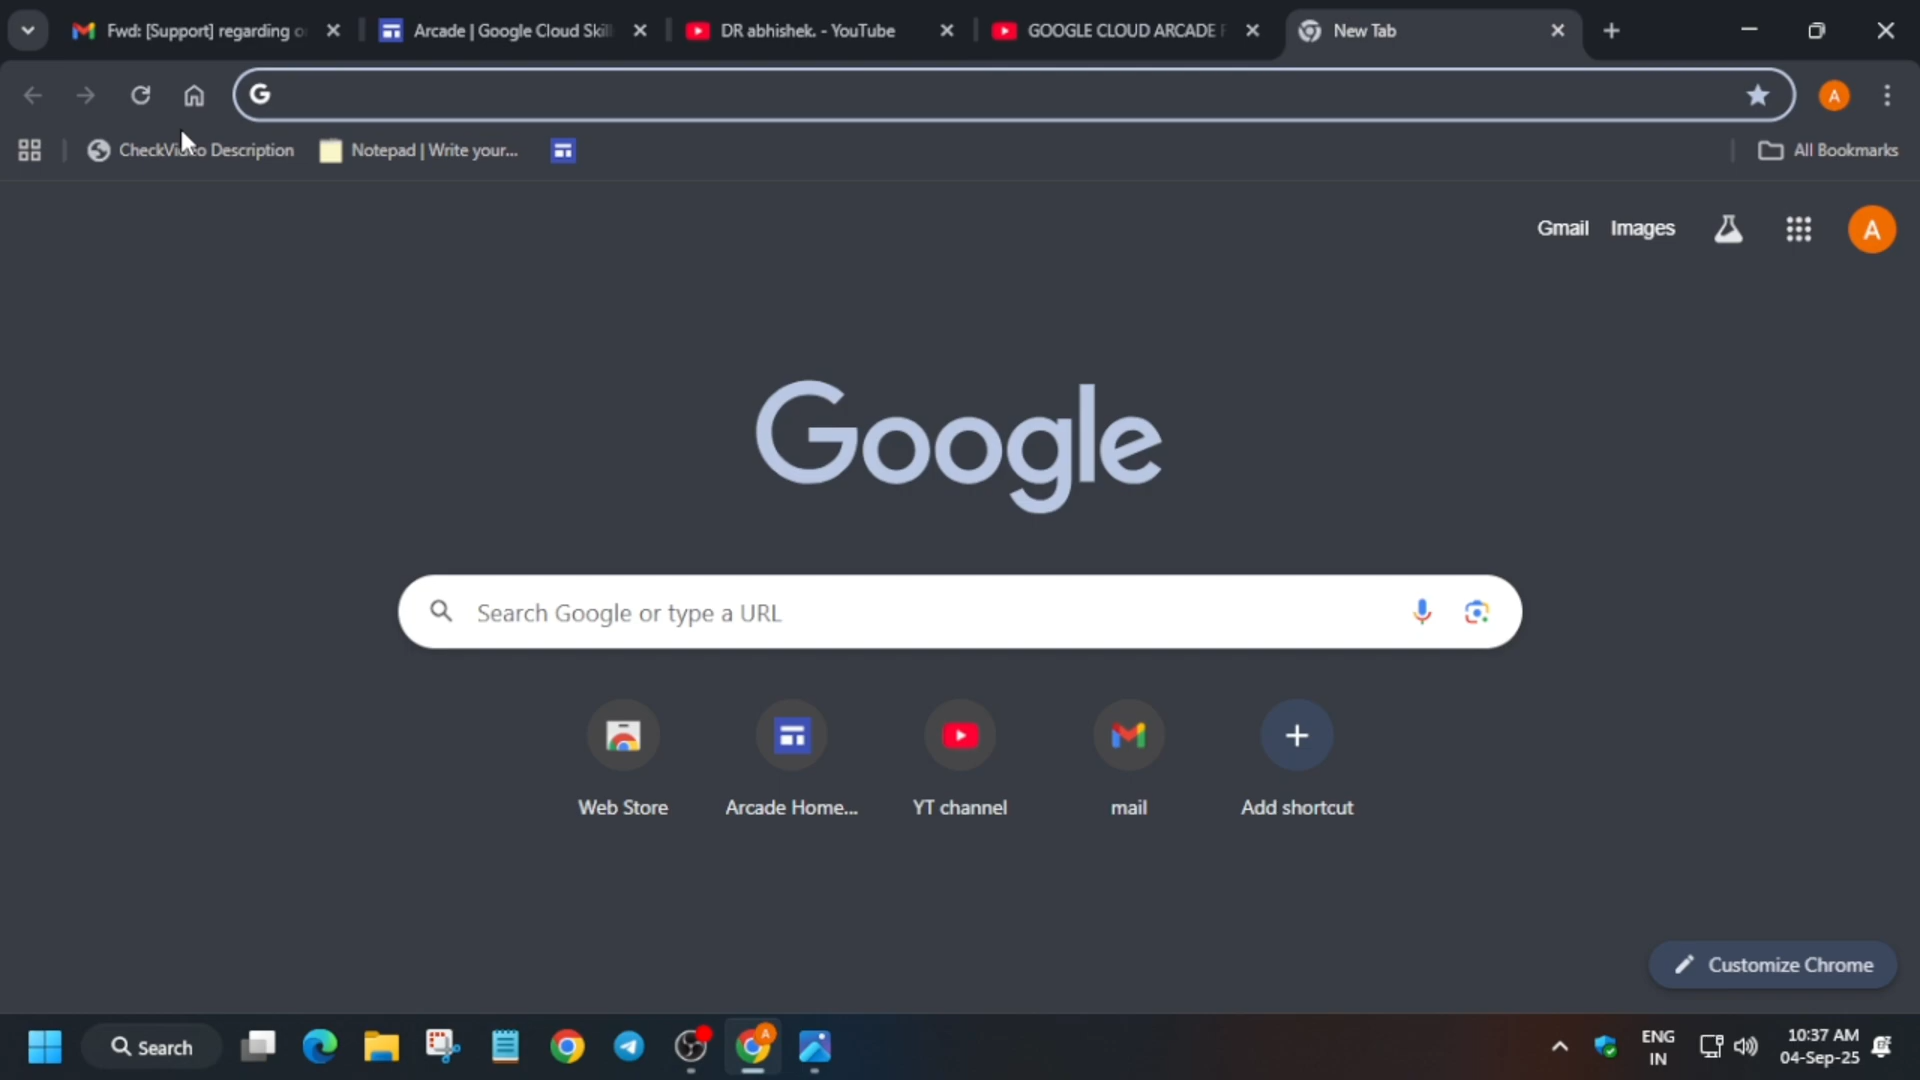 Fwd: [Support] regarding o
Arcade | Google Cloud Skil
DR abhishek. - YouTube
GOOGLE CLOUD ARCADE
New Tab
CheckVideo Description
Notepad | Write your...
All Bookmarks
Gmail
Images
A
A
Google
Search Google or type a URL
Web Store
Arcade Home...
YT channel
mail
Add shortcut
Customize Chrome
Search
A
ENG
IN
10:37 AM
04-Sep-25